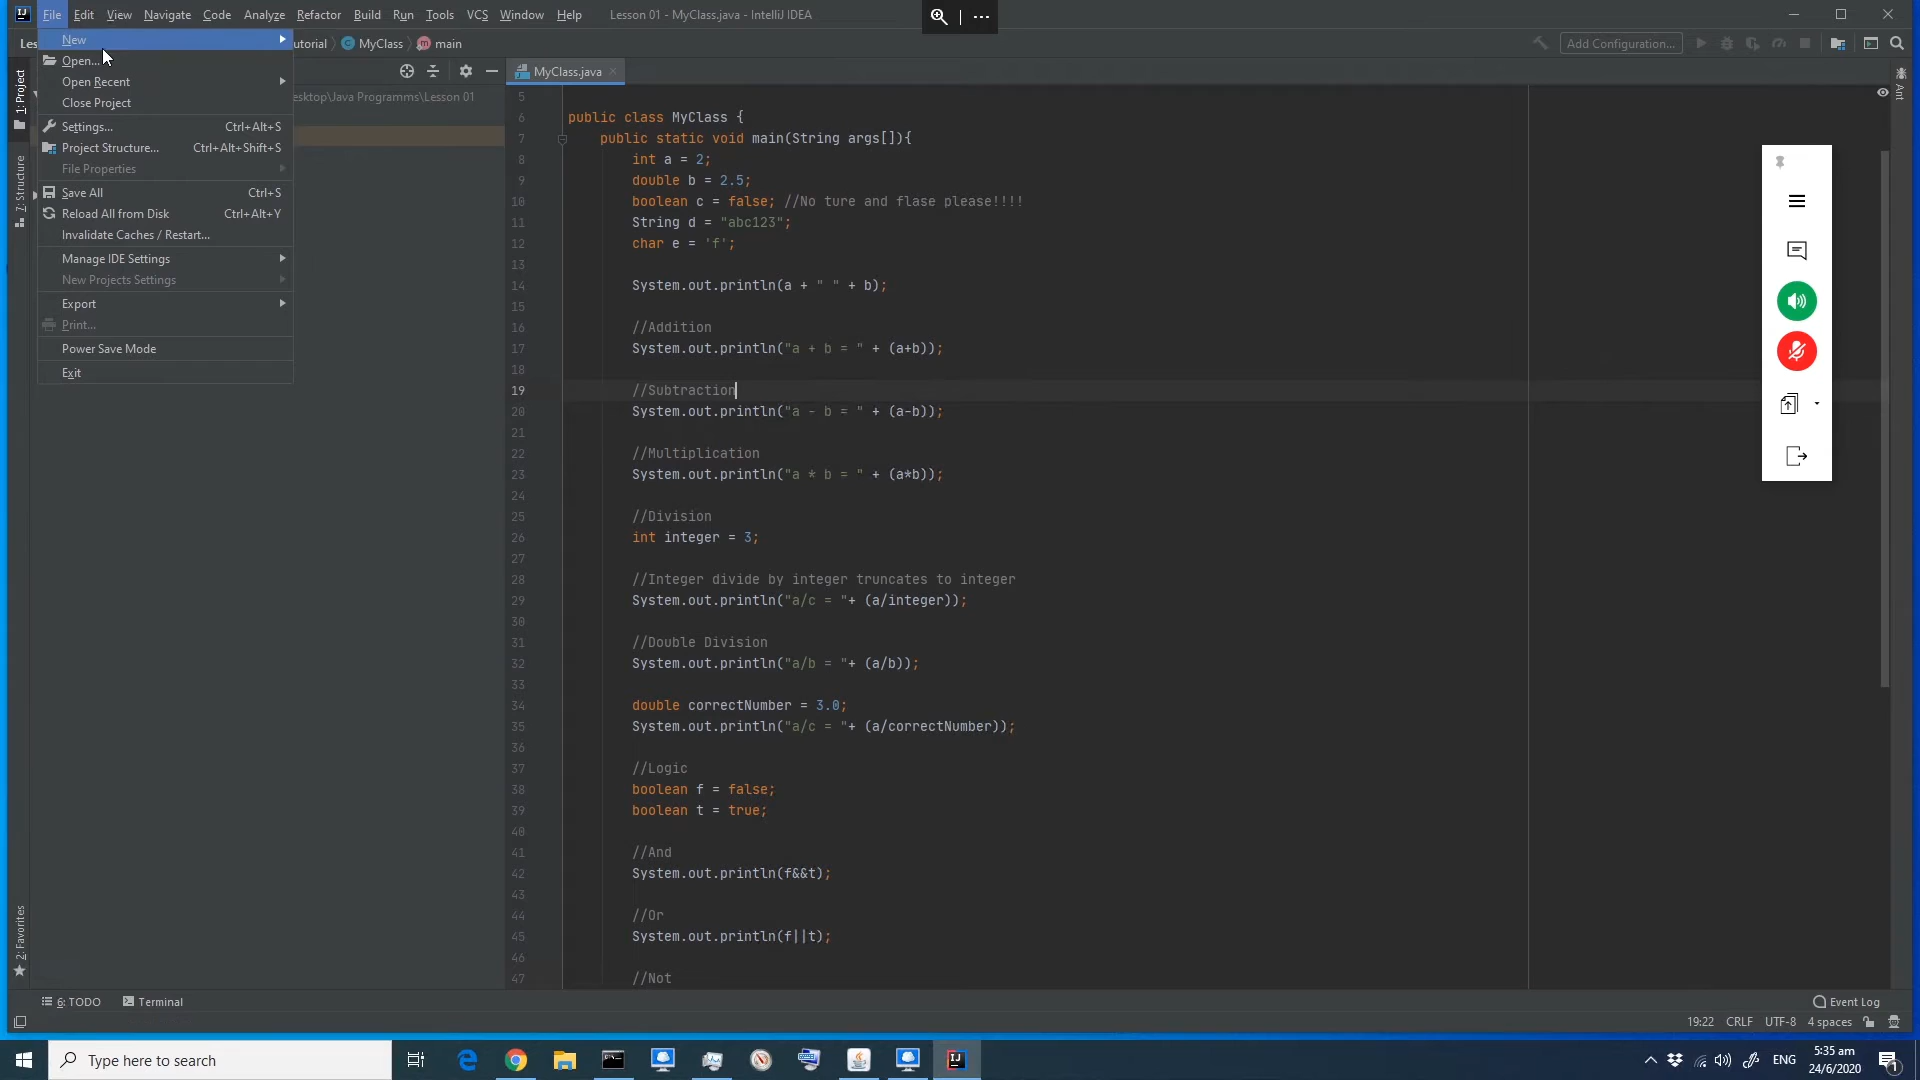 File Edit View Navigate Code Analyze Refactor Build Run Tools VCS Window Help Lesson 01 - MyClass.java - IntelliJ IDEA
Les utorial MyClass main Add Configuration...
New
Open...
Open Recent
Close Project
Settings... Ctrl+Alt+S
Project Structure... Ctrl+Alt+Shift+S
File Properties
Save All Ctrl+S
Reload All from Disk Ctrl+Alt+Y
Invalidate Caches / Restart...
Manage IDE Settings
New Projects Settings
Export
Print...
Power Save Mode
Exit
1: Project
7: Structure
2: Favorites
esktop\Java Programms\Lesson 01
MyClass.java
Ant
5
6 public class MyClass {
7 public static void main(String args[]){
8 int a = 2;
9 double b = 2.5;
10 boolean c = false; //No ture and flase please!!!!
11 String d = "abc123";
12 char e = 'f';
13
14 System.out.println(a + " " + b);
15
16 //Addition
17 System.out.println("a + b = " + (a+b));
18
19 //Subtraction
20 System.out.println("a - b = " + (a-b));
21
22 //Multiplication
23 System.out.println("a * b = " + (a*b));
24
25 //Division
26 int integer = 3;
27
28 //Integer divide by integer truncates to integer
29 System.out.println("a/c = "+ (a/integer));
30
31 //Double Division
32 System.out.println("a/b = "+ (a/b));
33
34 double correctNumber = 3.0;
35 System.out.println("a/c = "+ (a/correctNumber));
36
37 //Logic
38 boolean f = false;
39 boolean t = true;
40
41 //And
42 System.out.println(f&&t);
43
44 //Or
45 System.out.println(f||t);
46
47 //Not
6: TODO Terminal Event Log
19:22 CRLF UTF-8 4 spaces
Type here to search ENG 5:35 am
24/6/2020 1